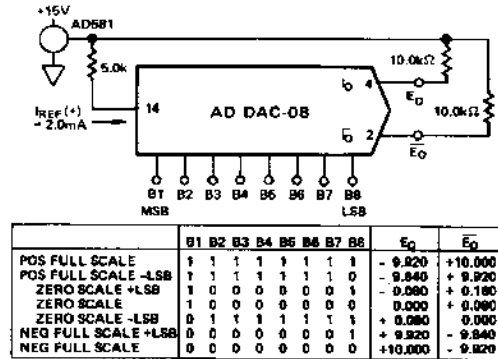 +15V
AD581
5.0k
10.0kΩ
10.0kΩ
I_REF (+)
= 2.0mA
14
AD DAC-08
I_O 4
E_O
I̅_O 2
E̅_O
B1 B2 B3 B4 B5 B6 B7 B8
MSB LSB
B1 B2 B3 B4 B5 B6 B7 B8 E_O E̅_O
POS FULL SCALE 1 1 1 1 1 1 1 1 - 9.920 +10.000
POS FULL SCALE -LSB 1 1 1 1 1 1 1 0 - 9.840 + 9.920
ZERO SCALE +LSB 1 0 0 0 0 0 0 1 - 0.080 + 0.160
ZERO SCALE 1 0 0 0 0 0 0 0 0.000 + 0.080
ZERO SCALE -LSB 0 1 1 1 1 1 1 1 + 0.080 0.000
NEG FULL SCALE +LSB 0 0 0 0 0 0 0 1 + 9.920 - 9.840
NEG FULL SCALE 0 0 0 0 0 0 0 0 +10.000 - 9.920